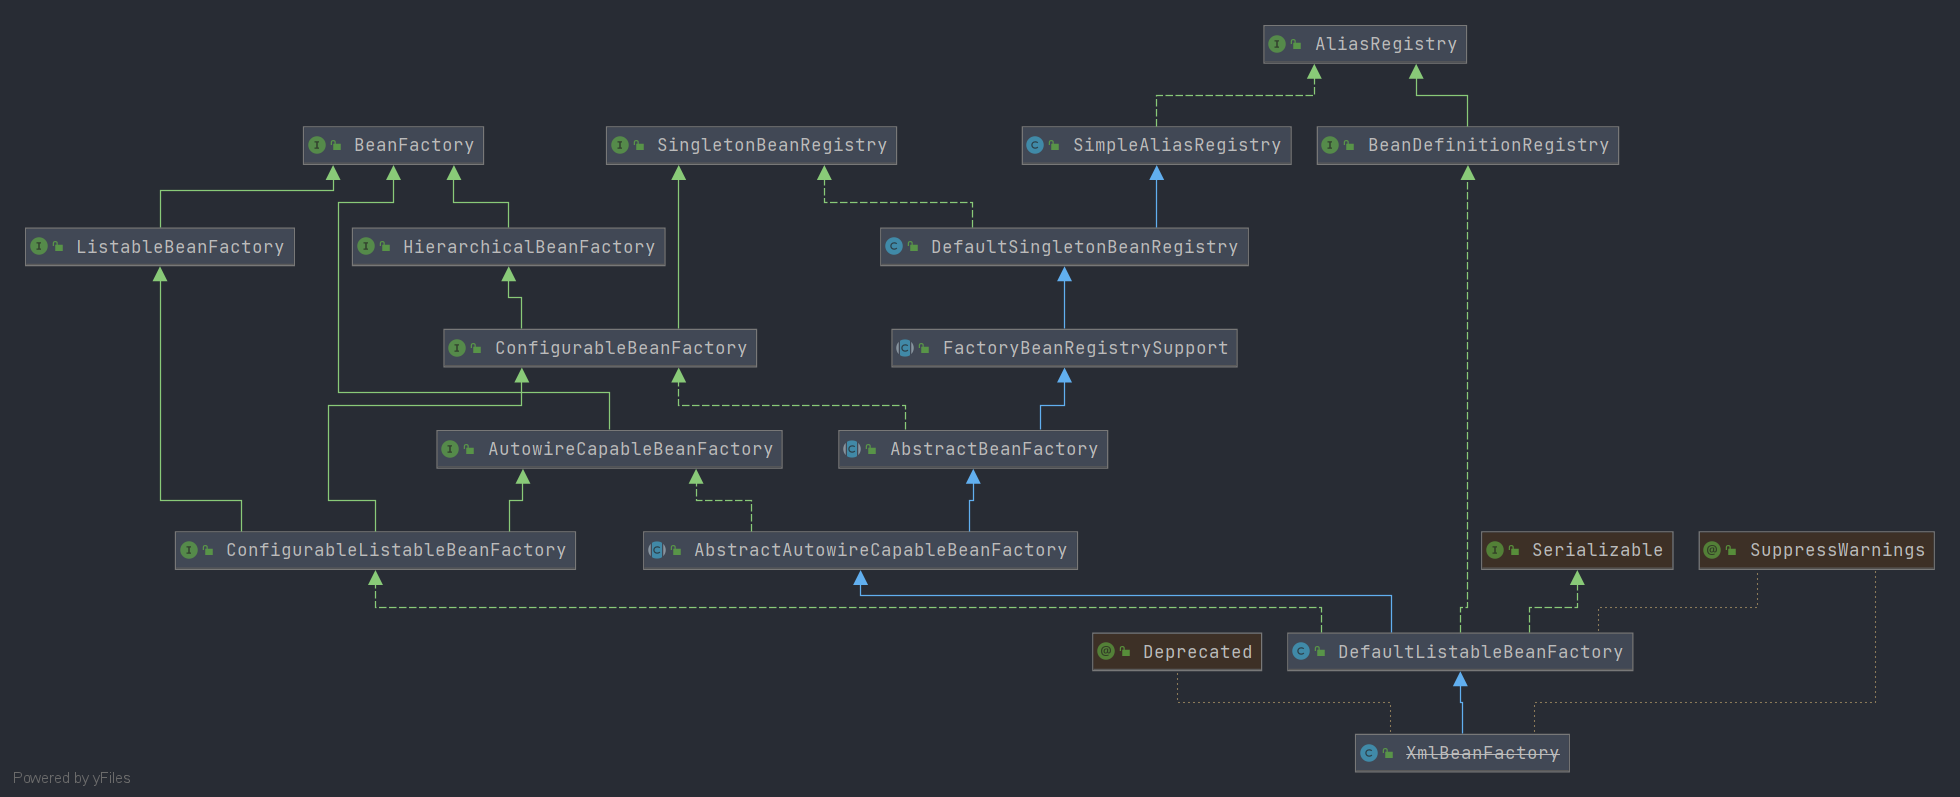 AliasRegistry
BeanFactory
SingletonBeanRegistry
SimpleAliasRegistry
BeanDefinitionRegistry
ListableBeanFactory
HierarchicalBeanFactory
DefaultSingletonBeanRegistry
ConfigurableBeanFactory
FactoryBeanRegistrySupport
AutowireCapableBeanFactory
AbstractBeanFactory
ConfigurableListableBeanFactory
AbstractAutowireCapableBeanFactory
Serializable
SuppressWarnings
Deprecated
DefaultListableBeanFactory
XmlBeanFactory
Powered by yFiles